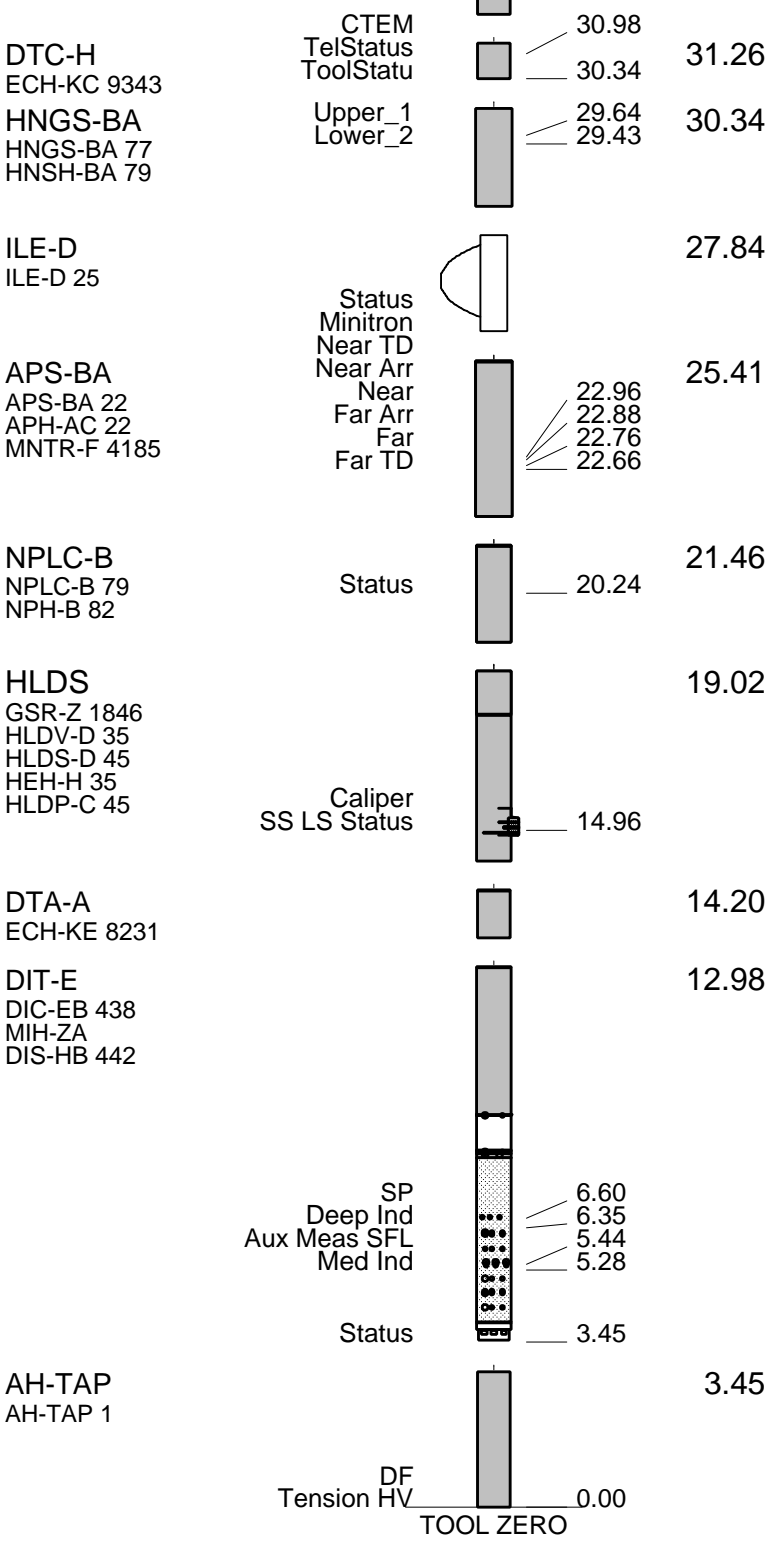 CTEM 30.98
DTC-H TelStatus 31.26
ECH-KC 9343 ToolStatu 30.34
HNGS-BA Upper_1 29.64 30.34
HNGS-BA 77 Lower_2 29.43
HNSH-BA 79
ILE-D 27.84
ILE-D 25
Status
Minitron
Near TD
APS-BA Near Arr 25.41
APS-BA 22 Near 22.96
APH-AC 22 Far Arr 22.88
MNTR-F 4185 Far 22.76
Far TD 22.66
NPLC-B 21.46
NPLC-B 79 Status 20.24
NPH-B 82
HLDS 19.02
GSR-Z 1846
HLDV-D 35
HLDS-D 45
HEH-H 35
HLDP-C 45 Caliper
SS LS Status 14.96
DTA-A 14.20
ECH-KE 8231
DIT-E 12.98
DIC-EB 438
MIH-ZA
DIS-HB 442
SP 6.60
Deep Ind 6.35
Aux Meas SFL 5.44
Med Ind 5.28
Status 3.45
AH-TAP 3.45
AH-TAP 1
DF
Tension HV 0.00
TOOL ZERO